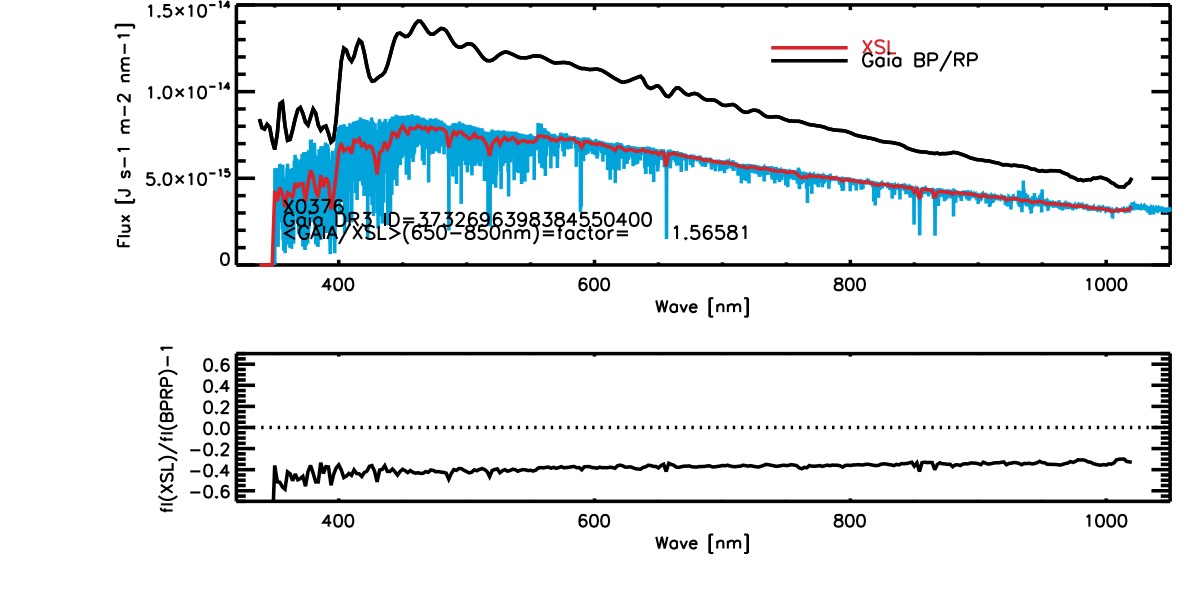 1.5×10−14
1.0×10−14
5.0×10−15
0
Flux [J s−1 m−2 nm−1]
XSL
Gaia BP/RP
X0376
Gaia DR3 ID=3732696398384550400
<GAIA/XSL>(650−850nm)=factor= 1.56581
400 600 800 1000
Wave [nm]
fl(XSL)/fl(BPRP)−1
0.6
0.4
0.2
0.0
−0.2
−0.4
−0.6
400 600 800 1000
Wave [nm]